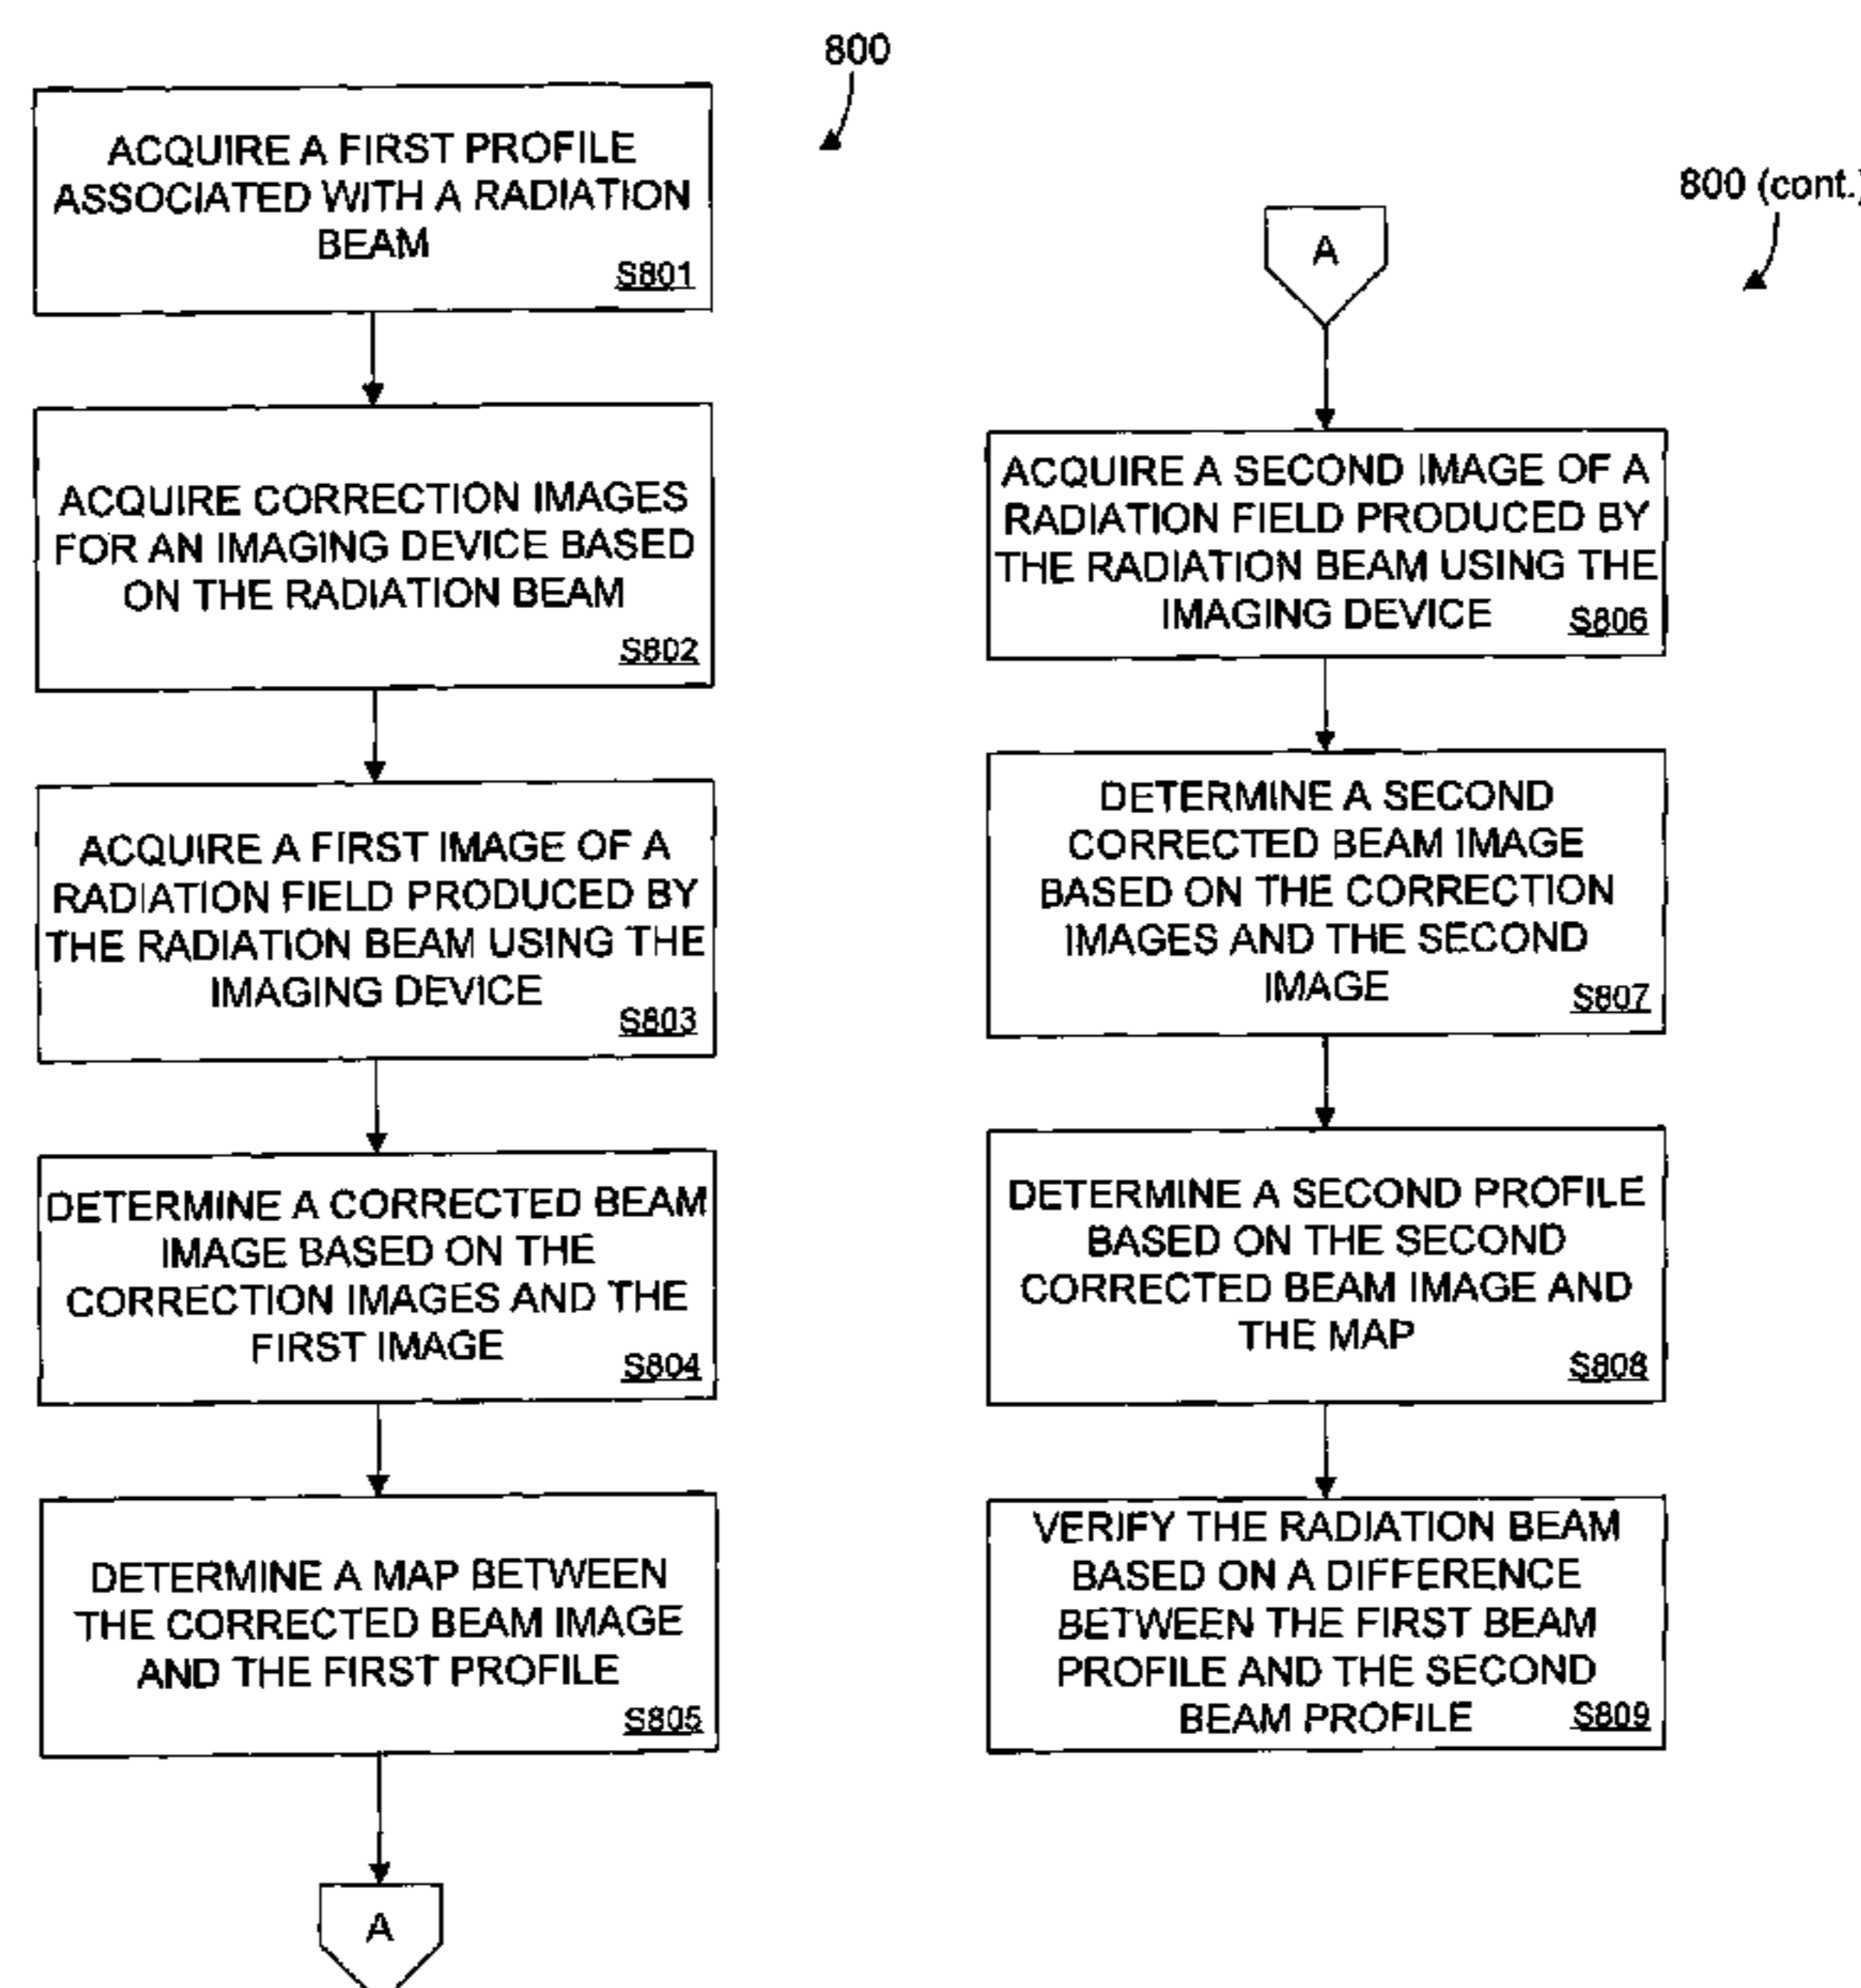 800
ACQUIRE A FIRST PROFILE
ASSOCIATED WITH A RADIATION
BEAM
S801
ACQUIRE CORRECTION IMAGES
FOR AN IMAGING DEVICE BASED
ON THE RADIATION BEAM
S802
ACQUIRE A FIRST IMAGE OF A
RADIATION FIELD PRODUCED BY
THE RADIATION BEAM USING THE
IMAGING DEVICE
S803
DETERMINE A CORRECTED BEAM
IMAGE BASED ON THE
CORRECTION IMAGES AND THE
FIRST IMAGE
S804
DETERMINE A MAP BETWEEN
THE CORRECTED BEAM IMAGE
AND THE FIRST PROFILE
S805
A
800 (cont.)
A
ACQUIRE A SECOND IMAGE OF A
RADIATION FIELD PRODUCED BY
THE RADIATION BEAM USING THE
IMAGING DEVICE
S806
DETERMINE A SECOND
CORRECTED BEAM IMAGE
BASED ON THE CORRECTION
IMAGES AND THE SECOND
IMAGE
S807
DETERMINE A SECOND PROFILE
BASED ON THE SECOND
CORRECTED BEAM IMAGE AND
THE MAP
S808
VERIFY THE RADIATION BEAM
BASED ON A DIFFERENCE
BETWEEN THE FIRST BEAM
PROFILE AND THE SECOND
BEAM PROFILE
S809